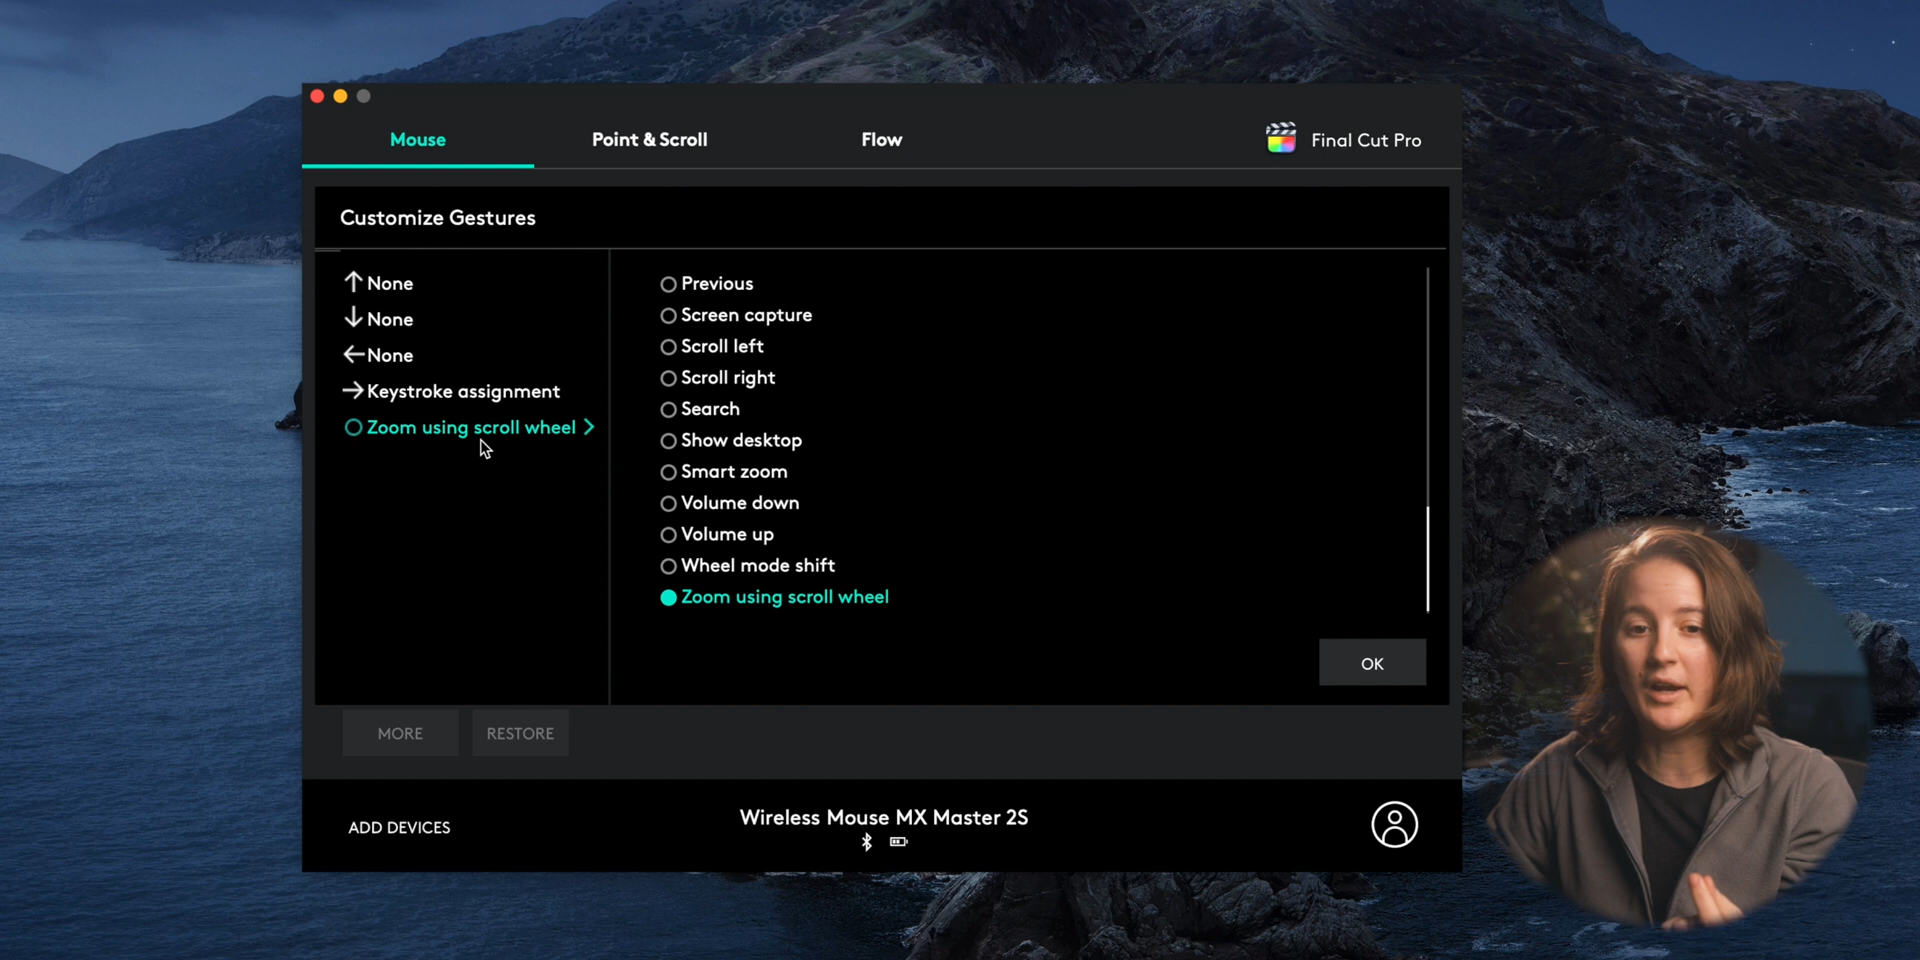 Mouse
Point & Scroll
Flow
Final Cut Pro
Customize Gestures
None
None
None
Keystroke assignment
Zoom using scroll wheel
Previous
Screen capture
Scroll left
Scroll right
Search
Show desktop
Smart zoom
Volume down
Volume up
Wheel mode shift
Zoom using scroll wheel
OK
MORE
RESTORE
ADD DEVICES
Wireless Mouse MX Master 2S